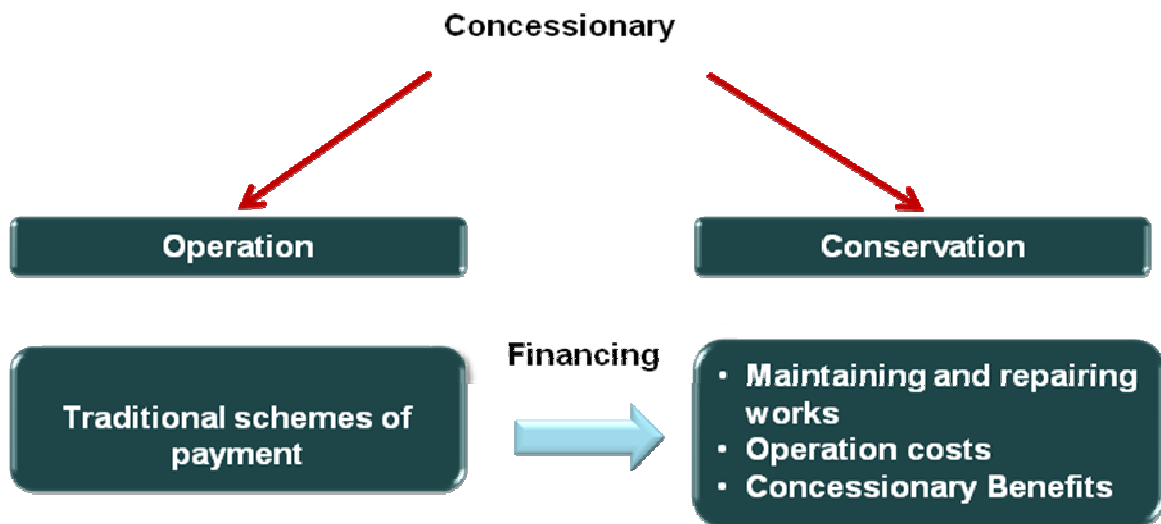 Concessionary
Operation
Conservation
Traditional schemes of
payment
Financing
• Maintaining and repairing
works
• Operation costs
• Concessionary Benefits